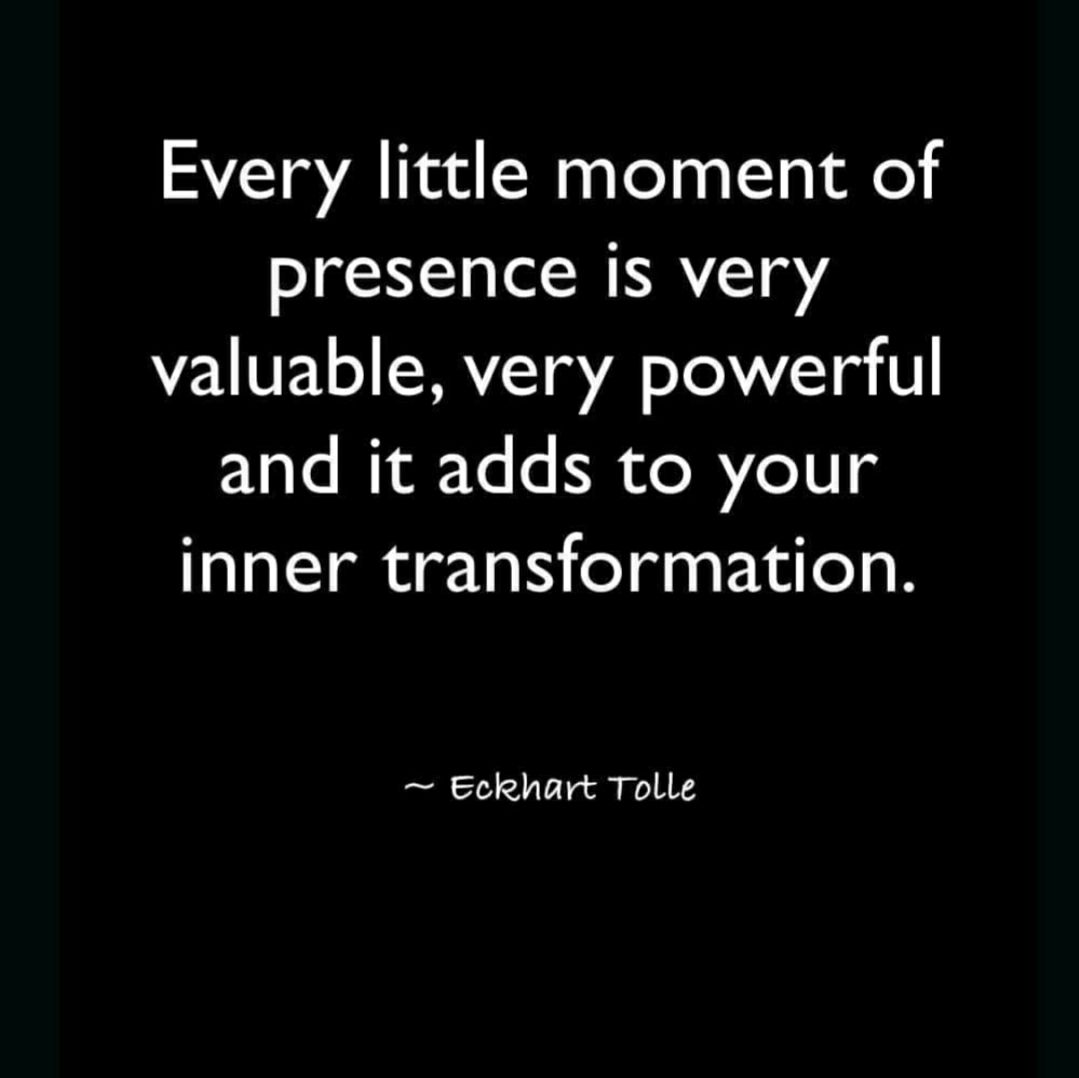 Every little moment of
presence is very
valuable, very powerful
and it adds to your
inner transformation.
~ Eckhart Tolle